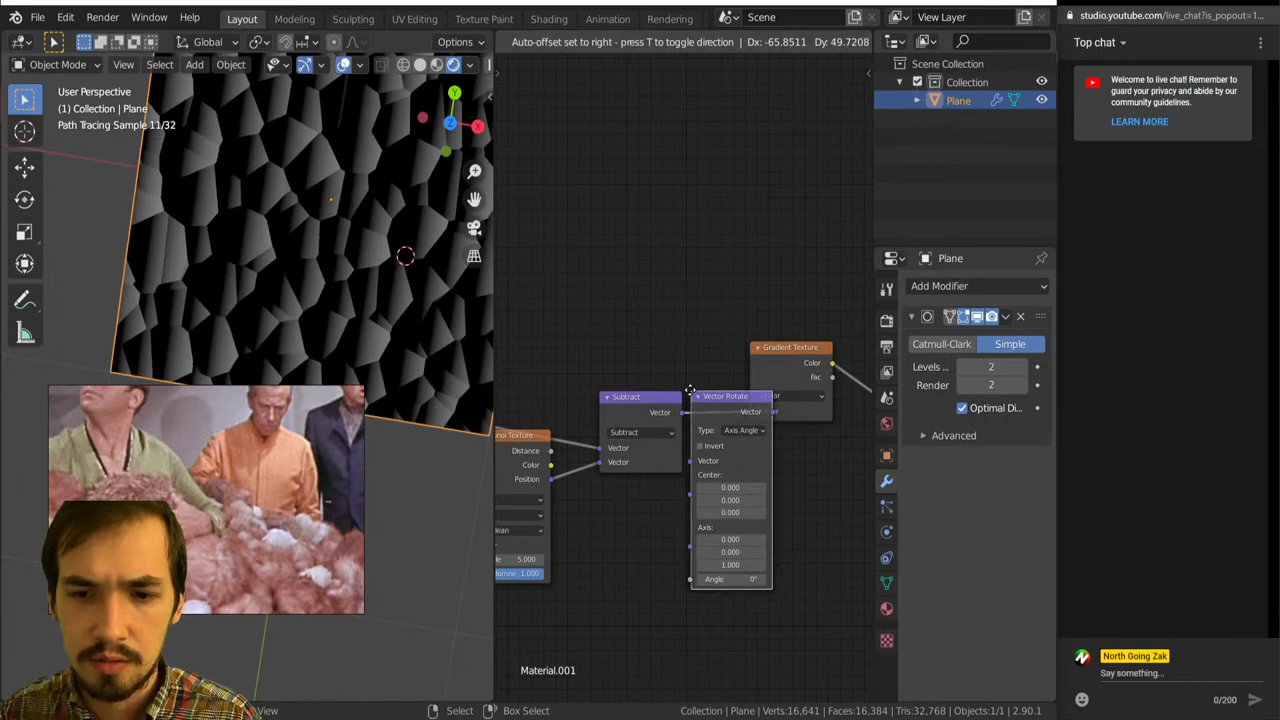 File Edit Render Window Help Layout Modeling Sculpting UV Editing Texture Paint Shading Animation Rendering Scene View Layer
Global Options
Auto-offset set to right - press T to toggle direction | Dx: -65.8511 Dy: 49.7208
Object Mode View Select Add Object
User Perspective
(1) Collection | Plane
Path Tracing Sample 11/32
Y
Z
X
Gradient Texture
Color
Fac
Subtract
Vector
Subtract
Vector
Vector
Vector Rotate
Vector
Type: Axis Angle
Invert
Vector
Center:
0.000
0.000
0.000
Axis:
0.000
0.000
1.000
Angle 0°
Texture
Distance
Color
Position
5.000
1.000
Material.001
Scene Collection
Collection
Plane
Plane
Add Modifier
Catmull-Clark Simple
Levels ... 2
Render 2
Optimal Di...
Advanced
View Select Box Select Collection | Plane | Verts:16,641 | Faces:16,384 | Tris:32,768 | Objects:1/1 | 2.90.1
studio.youtube.com/live_chat?is_popout=1...
Top chat
Welcome to live chat! Remember to
guard your privacy and abide by our
community guidelines.
LEARN MORE
North Going Zak
Say something...
0/200